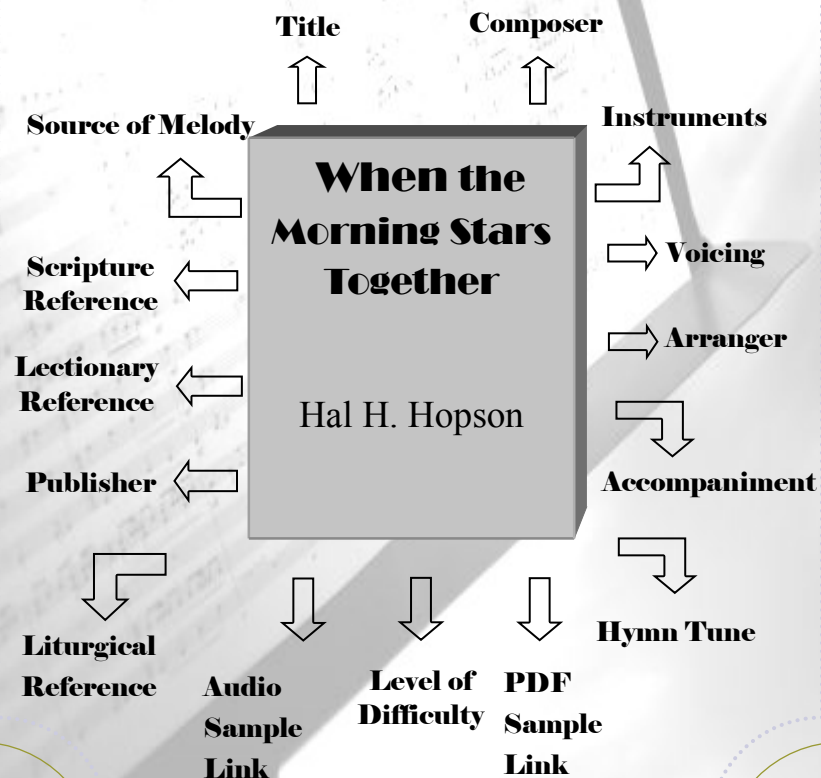 Title
Composer
Source of Melody
Instruments
When the
Morning Stars
Together
Hal H. Hopson
Scripture
Reference
Lectionary
Reference
Publisher
Voicing
Arranger
Accompaniment
Hymn Tune
Liturgical
Reference
Audio
Sample
Link
Level of
Difficulty
PDF
Sample
Link